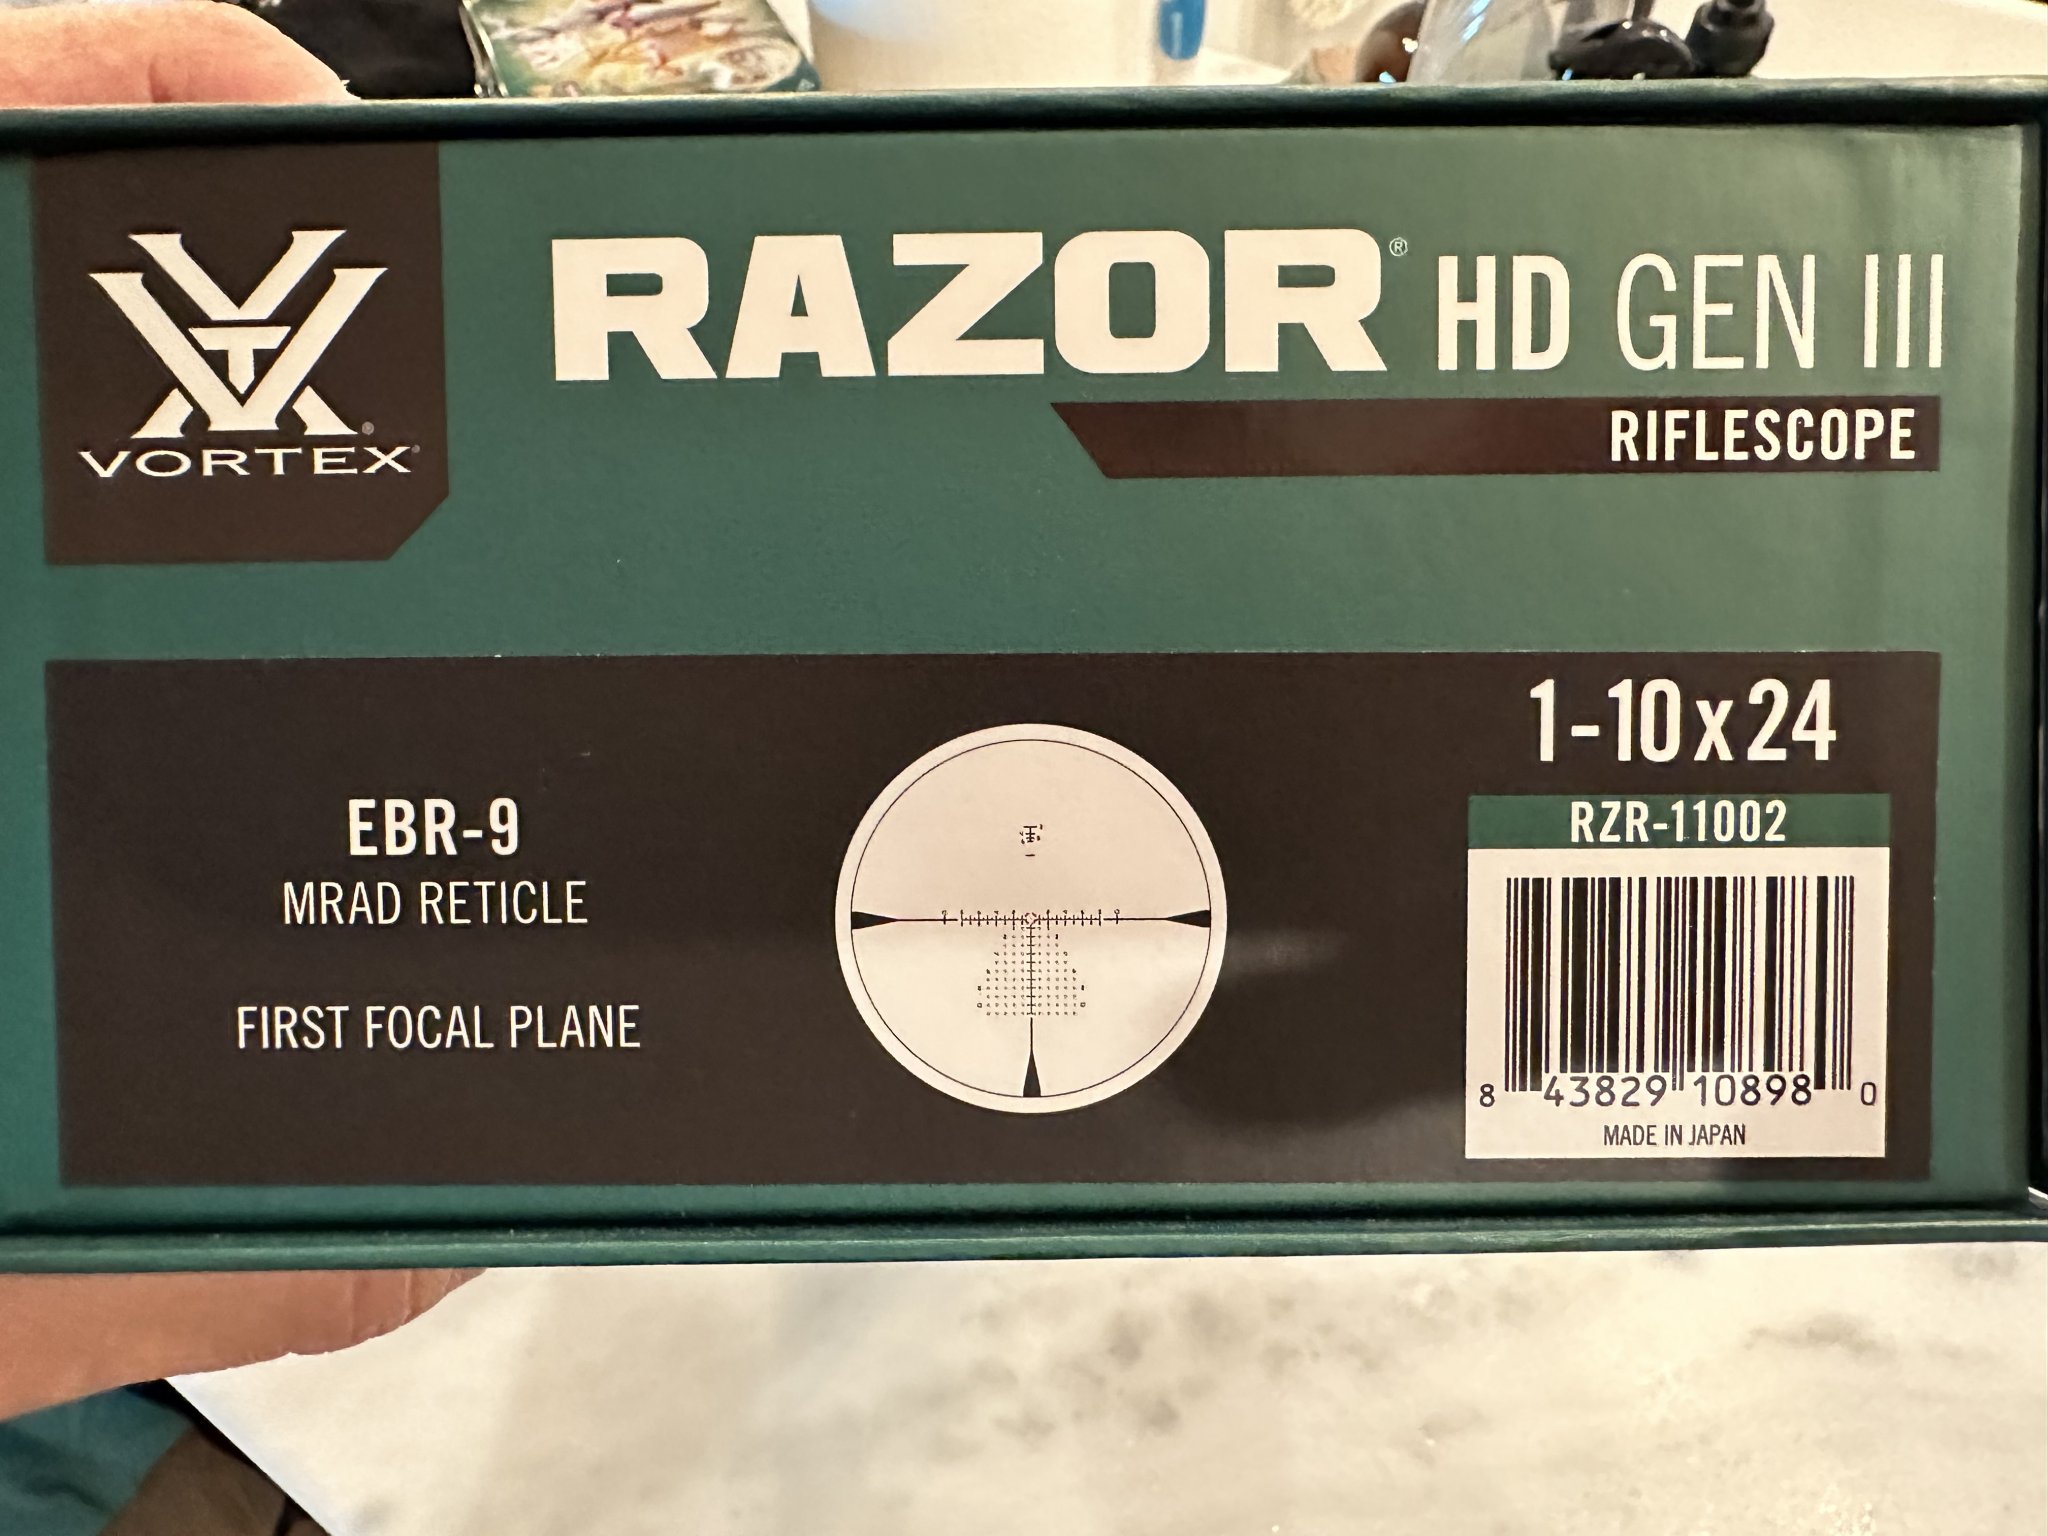 RAZOR® HD GEN III
RIFLESCOPE
VORTEX
EBR-9
MRAD RETICLE
FIRST FOCAL PLANE
1-10x24
RZR-11002
8 43829 10898 0
MADE IN JAPAN